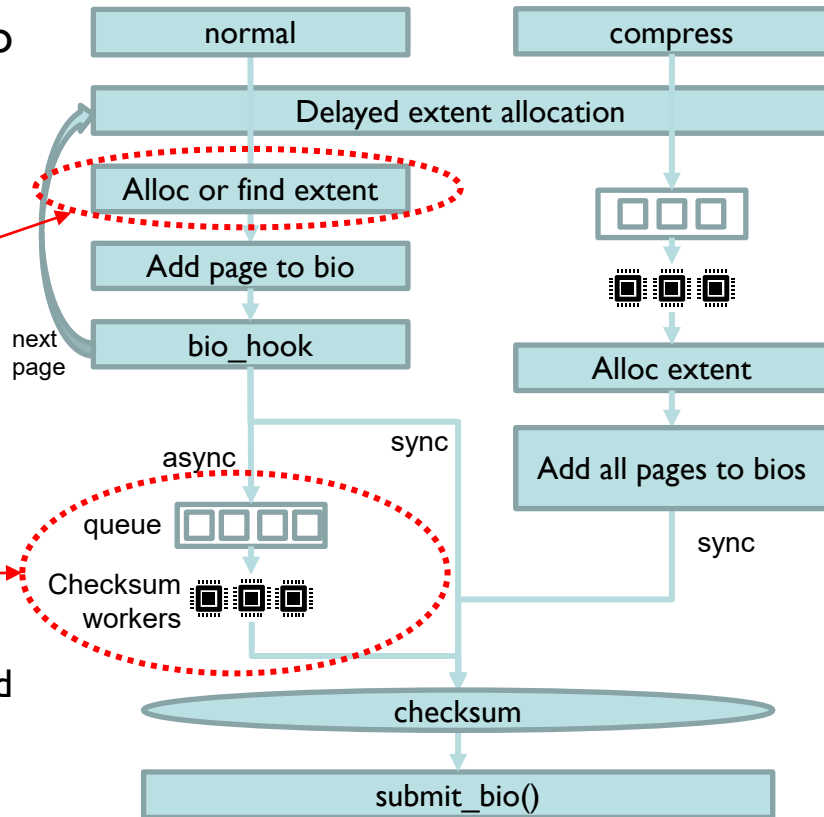 normal
compress
Delayed extent allocation
Alloc or find extent
Add page to bio
next
page
bio_hook
Alloc extent
async
sync
Add all pages to bios
queue
sync
Checksum
workers
checksum
submit_bio()